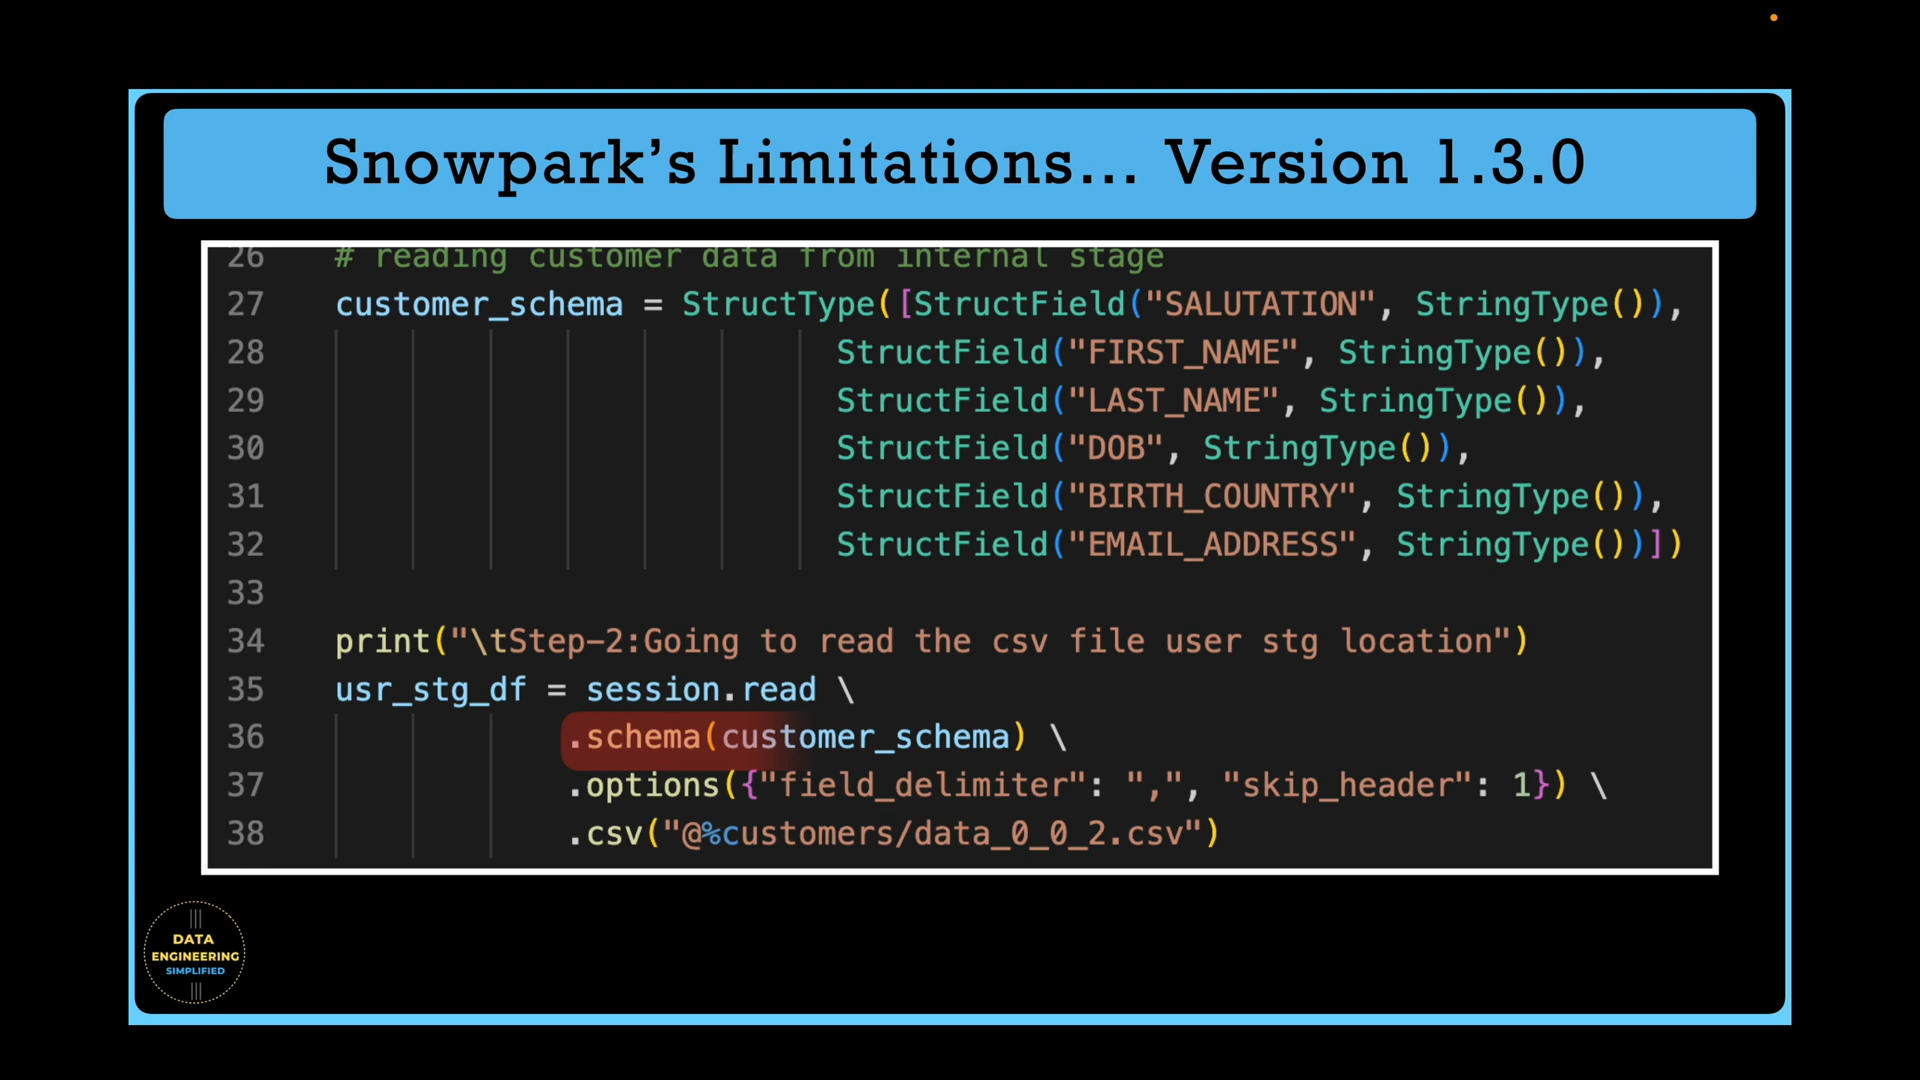 Snowpark’s Limitations… Version 1.3.0
26 # reading customer data from internal stage
27 customer_schema = StructType([StructField("SALUTATION", StringType()),
28 StructField("FIRST_NAME", StringType()),
29 StructField("LAST_NAME", StringType()),
30 StructField("DOB", StringType()),
31 StructField("BIRTH_COUNTRY", StringType()),
32 StructField("EMAIL_ADDRESS", StringType())])
33
34 print("\tStep-2:Going to read the csv file user stg location")
35 usr_stg_df = session.read \
36 .schema(customer_schema) \
37 .options({"field_delimiter": ",", "skip_header": 1}) \
38 .csv("@%customers/data_0_0_2.csv")
DATA
ENGINEERING
SIMPLIFIED